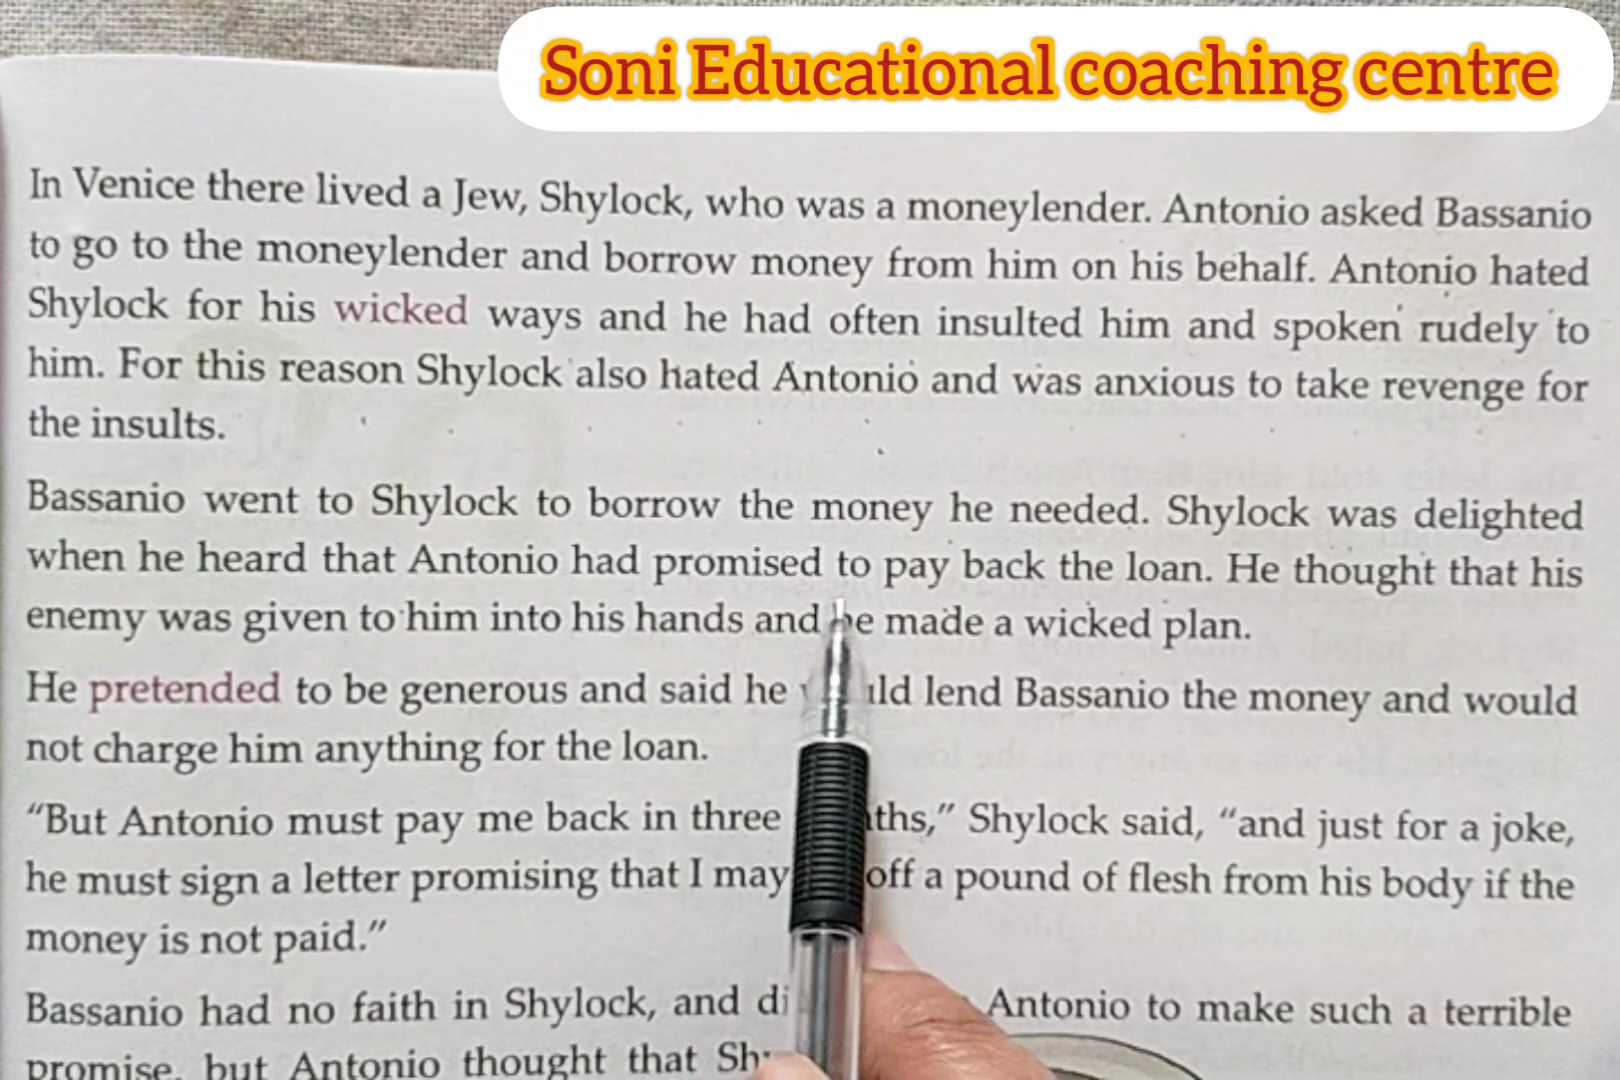 Soni Educational coaching centre
In Venice there lived a Jew, Shylock, who was a moneylender. Antonio asked Bassanio
to go to the moneylender and borrow money from him on his behalf. Antonio hated
Shylock for his wicked ways and he had often insulted him and spoken rudely to
him. For this reason Shylock also hated Antonio and was anxious to take revenge for
the insults.
Bassanio went to Shylock to borrow the money he needed. Shylock was delighted
when he heard that Antonio had promised to pay back the loan. He thought that his
enemy was given to him into his hands and he made a wicked plan.
He pretended to be generous and said he lend Bassanio the money and would
not charge him anything for the loan.
“But Antonio must pay me back in three Shylock said, “and just for a joke,
he must sign a letter promising that I may off a pound of flesh from his body if the
money is not paid.”
Bassanio had no faith in Shylock, and Antonio to make such a terrible
promise, but Antonio thought that